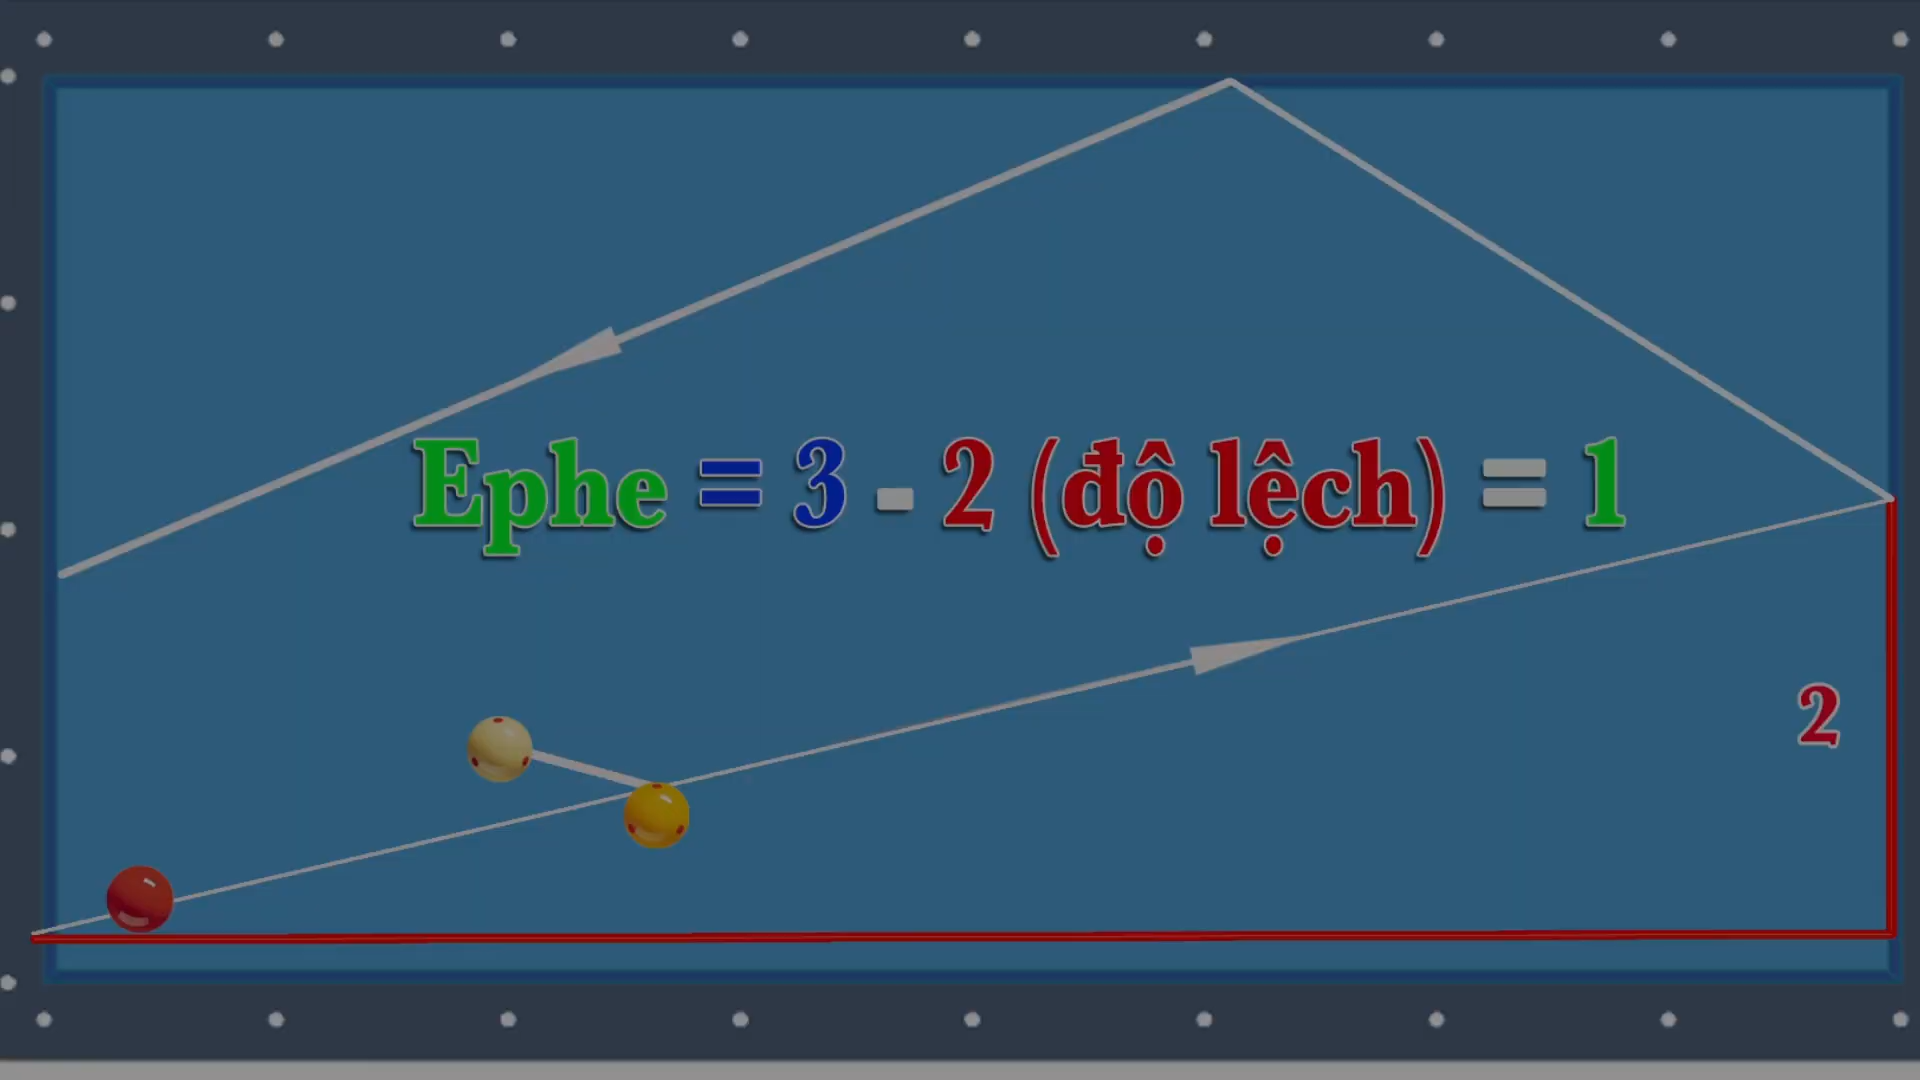 Ephe = 3 - 2 (độ lệch) = 1
2